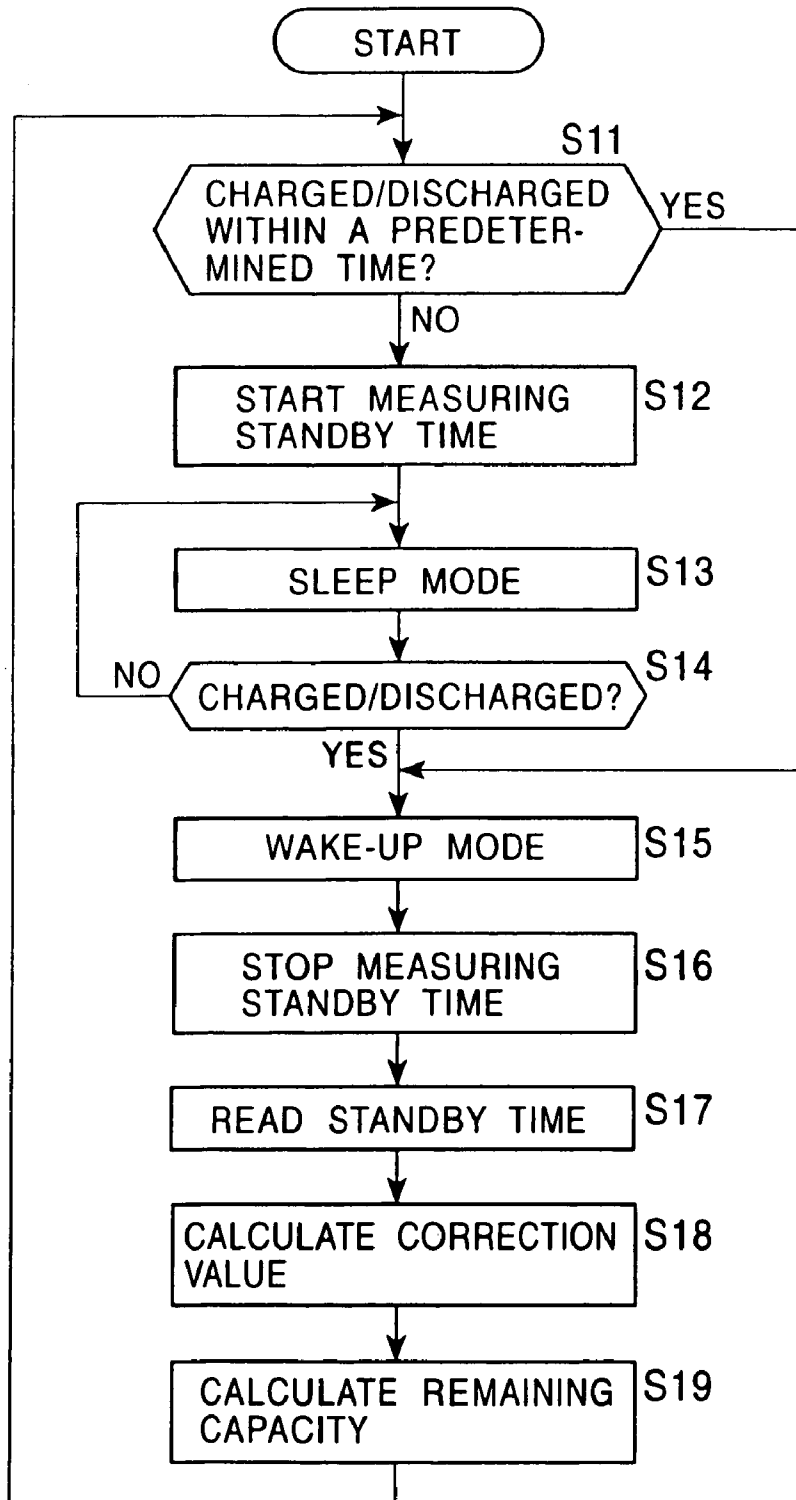 START
S11
CHARGED/DISCHARGED
WITHIN A PREDETER-
MINED TIME?
YES
NO
START MEASURING
STANDBY TIME
S12
SLEEP MODE
S13
S14
NO
CHARGED/DISCHARGED?
YES
WAKE-UP MODE
S15
STOP MEASURING
STANDBY TIME
S16
READ STANDBY TIME
S17
CALCULATE CORRECTION
VALUE
S18
CALCULATE REMAINING
CAPACITY
S19